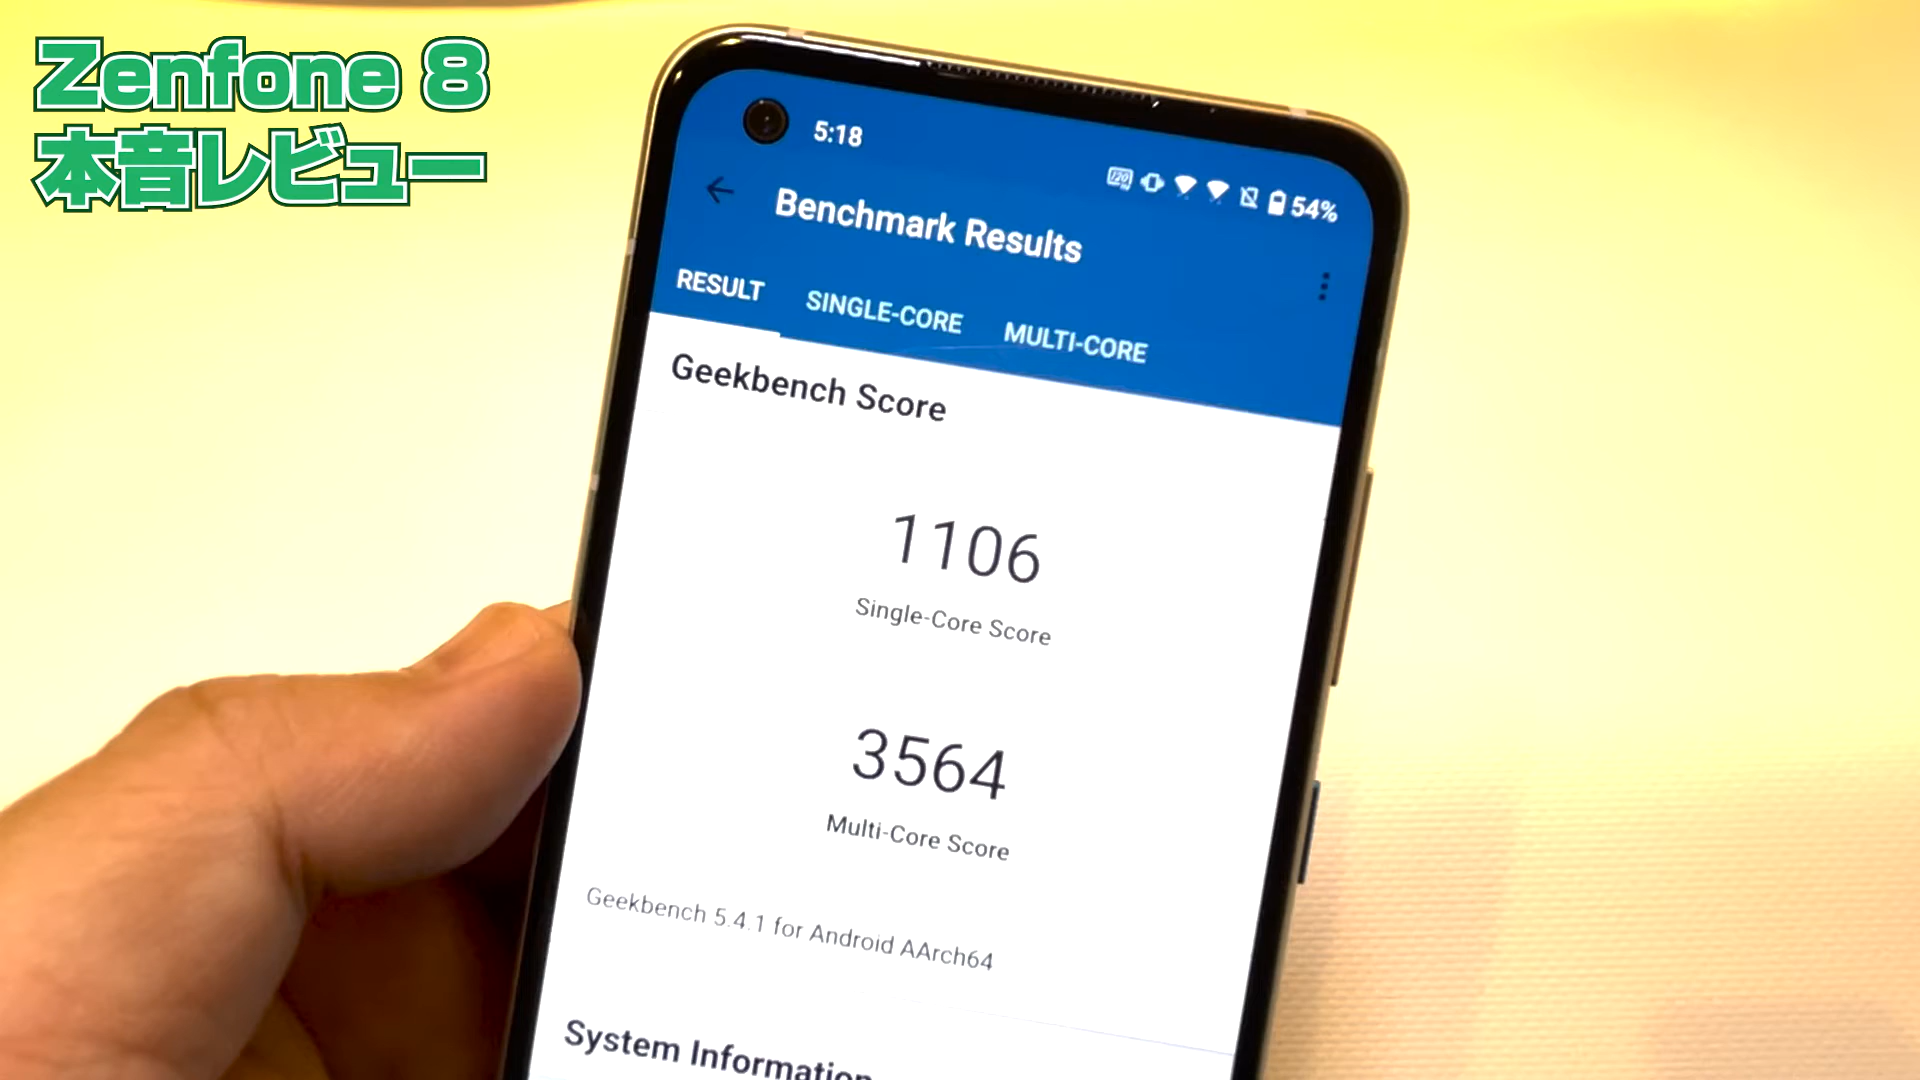 Zenfone 8
本音レビュー
5:18
120
54%
Benchmark Results
RESULT
SINGLE-CORE
MULTI-CORE
Geekbench Score
1106
Single-Core Score
3564
Multi-Core Score
Geekbench 5.4.1 for Android AArch64
System Information